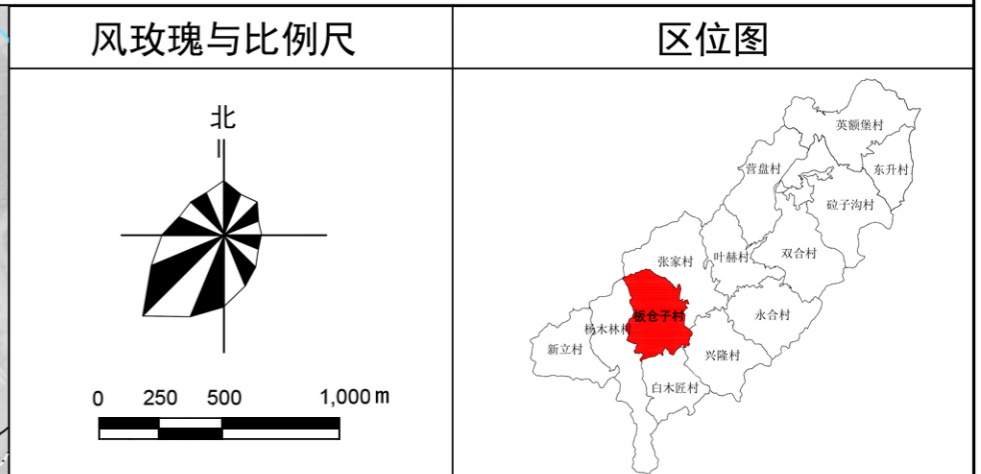 风玫瑰与比例尺
区位图
北
英额堡村
营盘村
东升村
砬子沟村
双合村
叶赫村
张家村
永合村
板仓子村
杨木林村
新立村
兴隆村
白木匠村
0 250 500 1,000 m